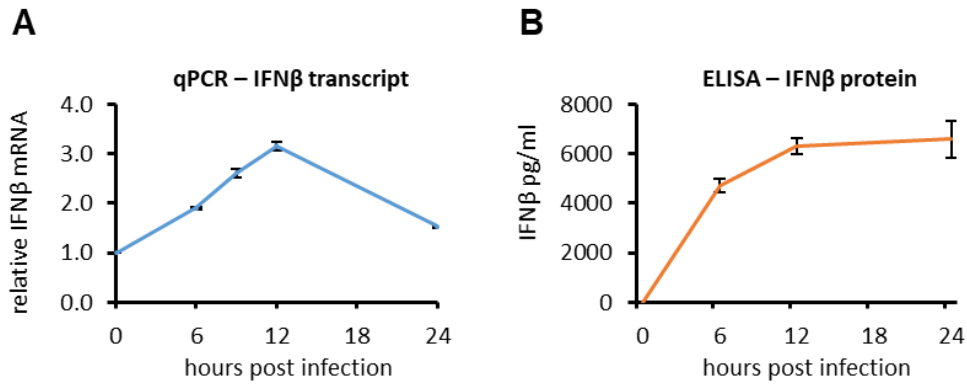 A
qPCR – IFNβ transcript
relative IFNβ mRNA
4.0
3.0
2.0
1.0
0.0
0 6 12 18 24
hours post infection
B
ELISA – IFNβ protein
IFNβ pg/ml
8000
6000
4000
2000
0
0 6 12 18 24
hours post infection